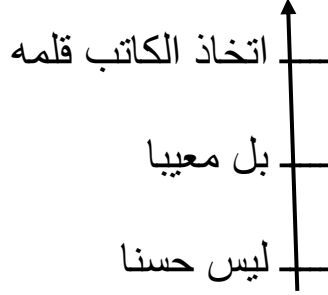 اتخاذ الكاتب قلمه
بل معيبا
ليس حسنا